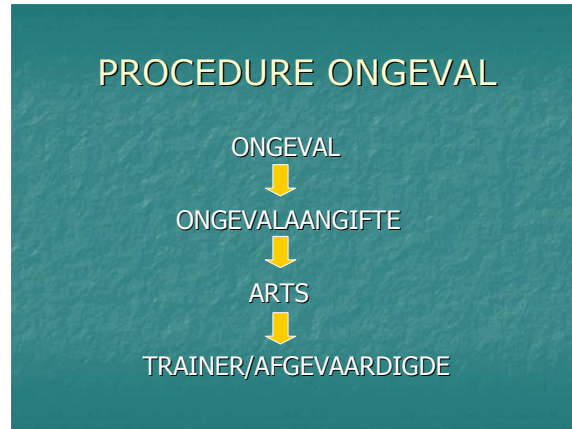 PROCEDURE ONGEVAL
ONGEVAL
ONGEVALAANGIFTE
ARTS
TRAINER/AFGEVAARDIGDE